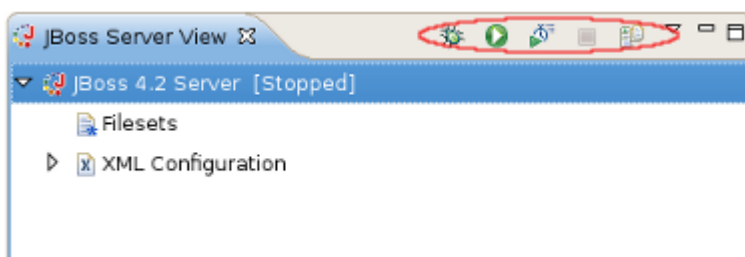 JBoss Server View
JBoss 4.2 Server [Stopped]
Filesets
XML Configuration